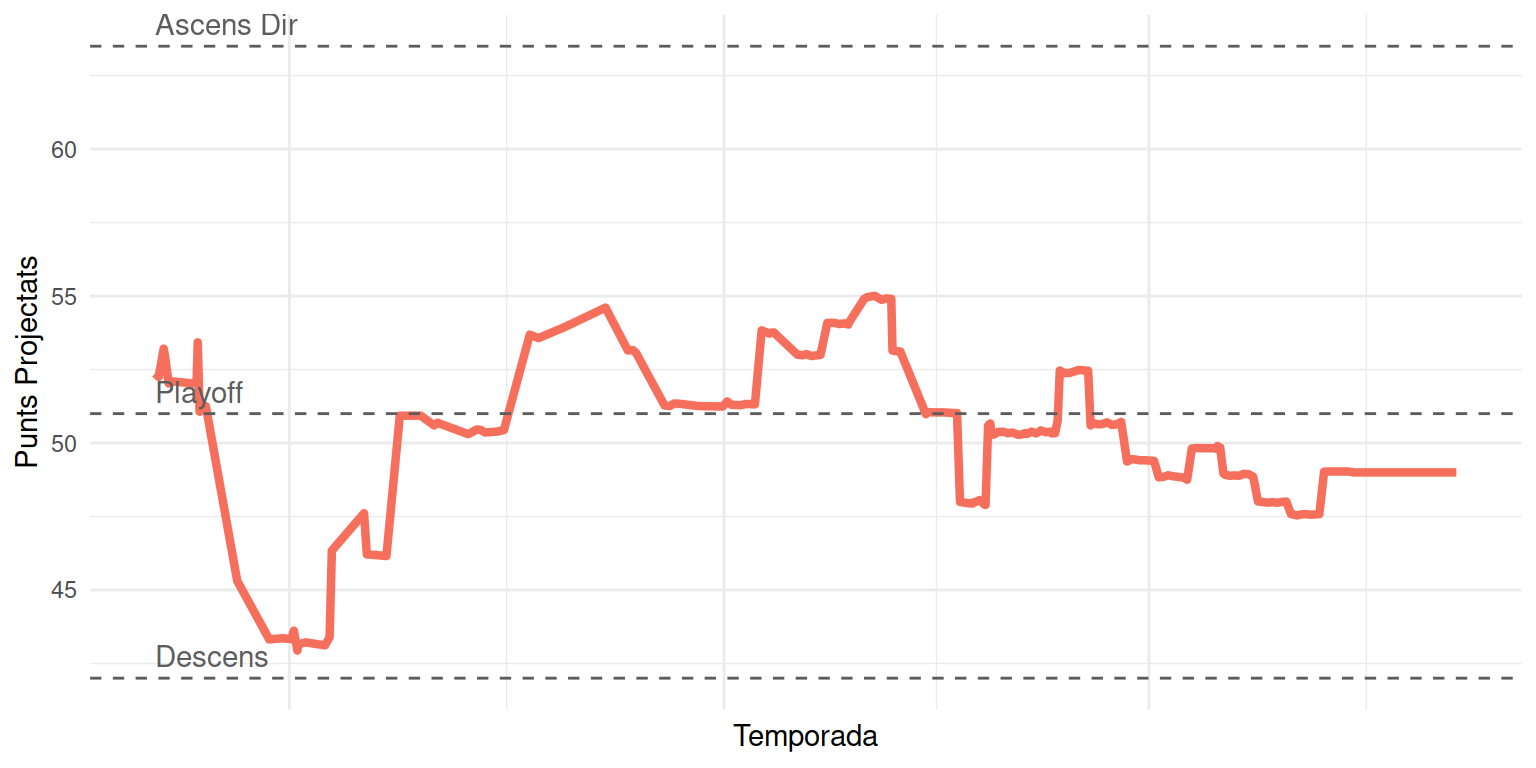 Ascens Dir
60
55
Playoff
50
45
Descens
Punts Projectats
Temporada